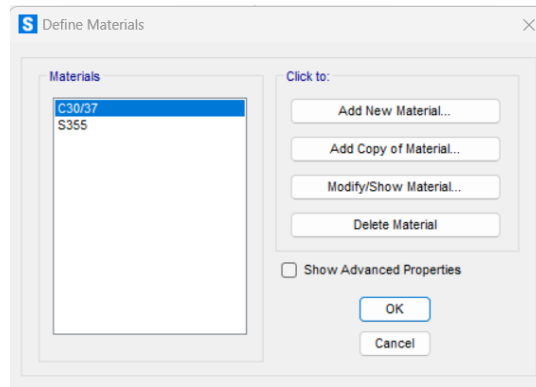 S Define Materials
Materials
C30/37
S355
Click to:
Add New Material...
Add Copy of Material...
Modify/Show Material...
Delete Material
Show Advanced Properties
OK
Cancel